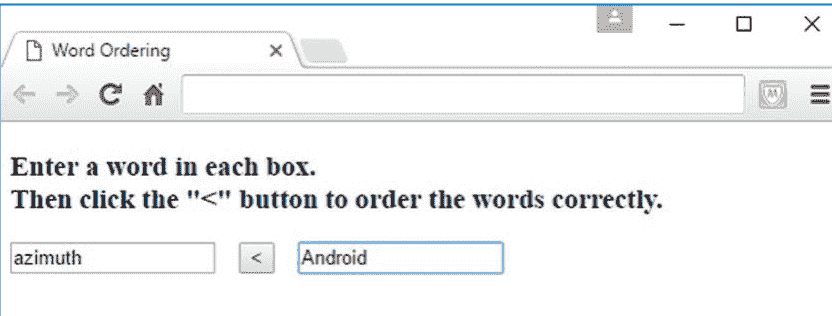 Word Ordering
Enter a word in each box.
Then click the "<" button to order the words correctly.
azimuth < Android